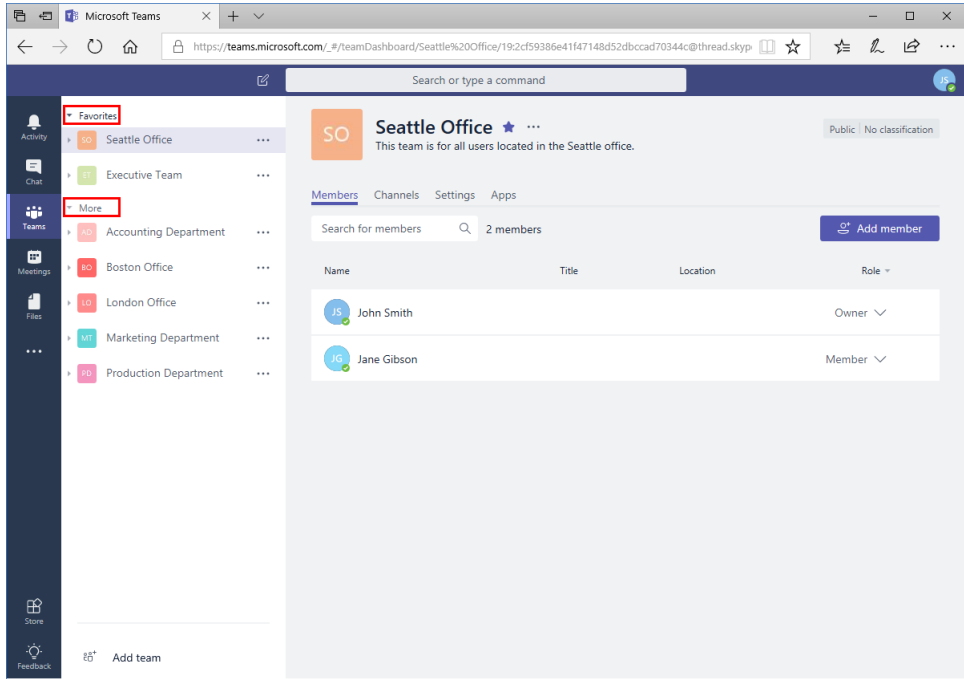 Microsoft Teams
https://teams.microsoft.com/_#/teamDashboard/Seattle%20Office/19:2cf59386e41f47148d52dbccad70344c@thread.skyp
Search or type a command
JS
Activity
Chat
Teams
Meetings
Files
Store
Feedback
Favorites
SO Seattle Office
ET Executive Team
More
AD Accounting Department
BO Boston Office
LO London Office
MT Marketing Department
PD Production Department
Add team
SO
Seattle Office
This team is for all users located in the Seattle office.
Public No classification
Members Channels Settings Apps
Search for members 2 members Add member
Name Title Location Role
JS John Smith Owner
JG Jane Gibson Member